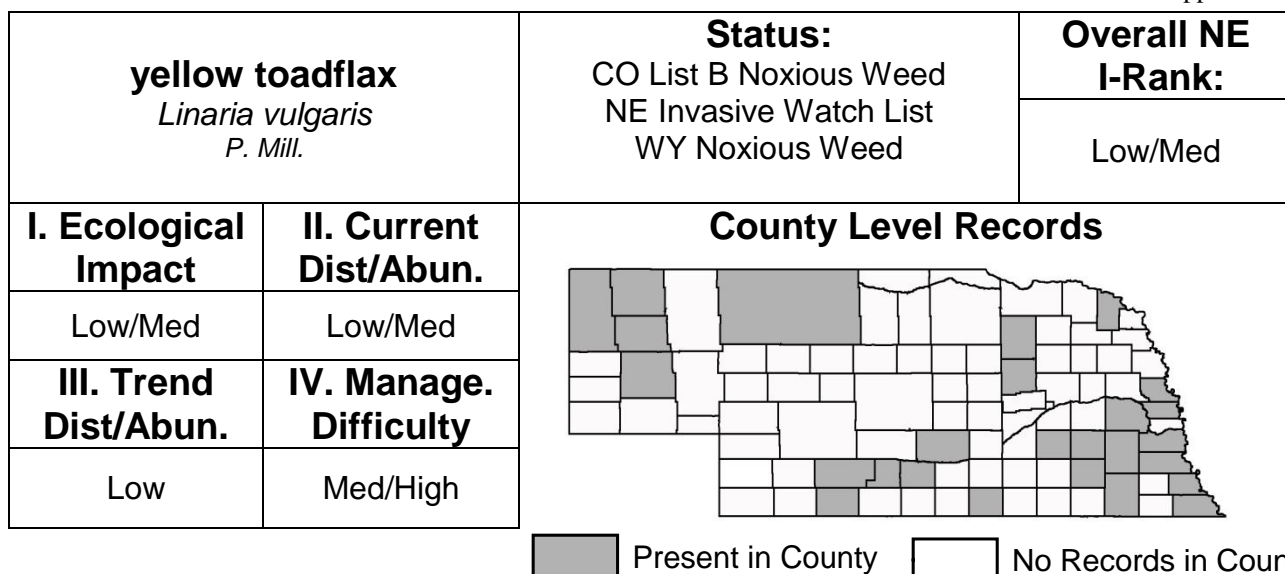 yellow toadflax
Linaria vulgaris
P. Mill.
Status:
CO List B Noxious Weed
NE Invasive Watch List
WY Noxious Weed
Overall NE
I-Rank:
Low/Med
I. Ecological
Impact
II. Current
Dist/Abun.
Low/Med
Low/Med
III. Trend
Dist/Abun.
IV. Manage.
Difficulty
Low
Med/High
County Level Records
Present in County
No Records in Coun